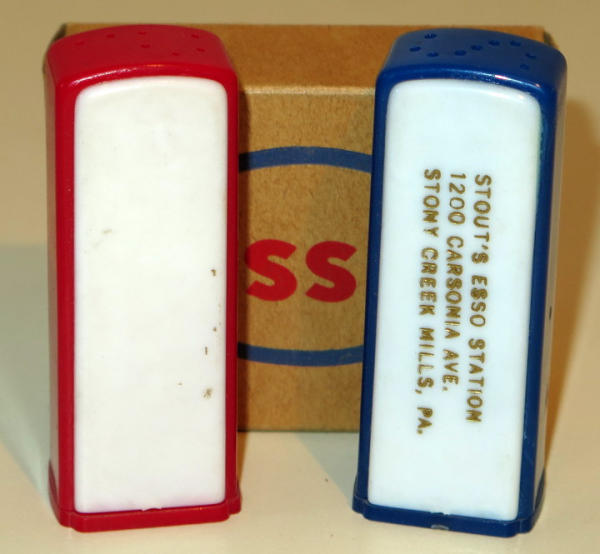 SS
STOUT'S ESSO STATION
1200 CARSONIA AVE.
STONY CREEK MILLS, PA.